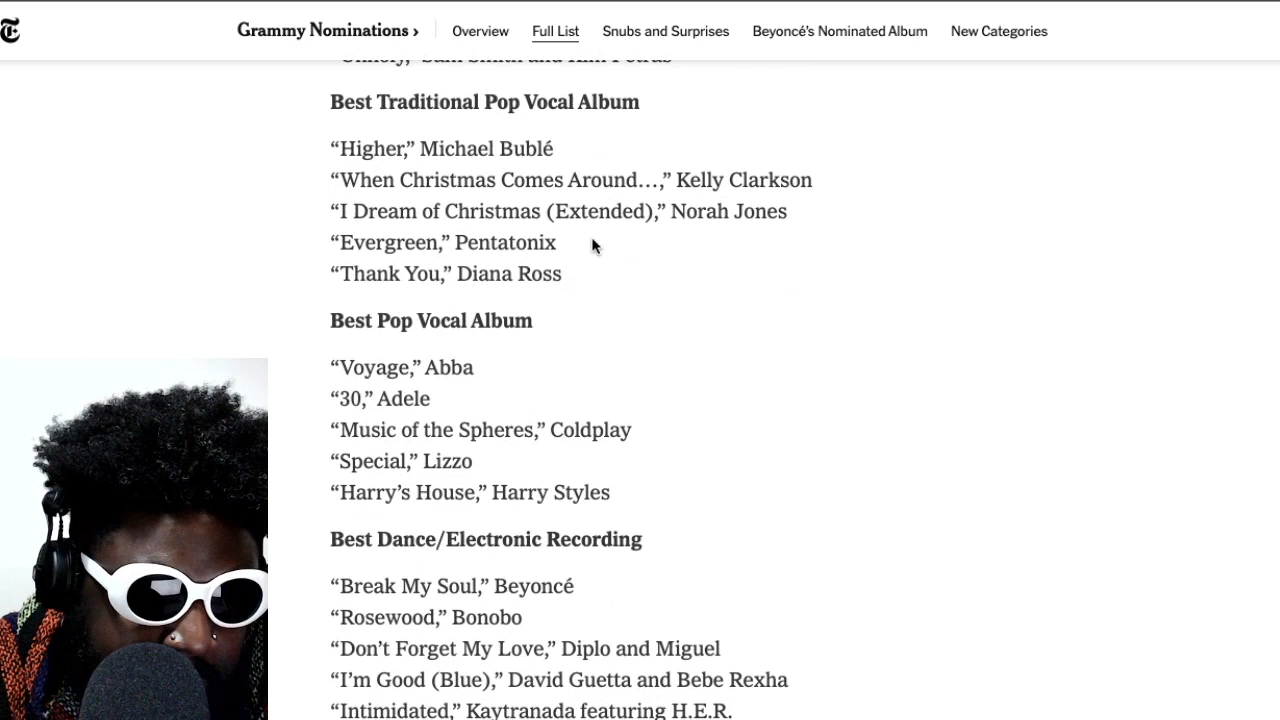 Grammy Nominations ›
Overview
Full List
Snubs and Surprises
Beyoncé’s Nominated Album
New Categories
Best Traditional Pop Vocal Album
“Higher,” Michael Bublé
“When Christmas Comes Around…,” Kelly Clarkson
“I Dream of Christmas (Extended),” Norah Jones
“Evergreen,” Pentatonix
“Thank You,” Diana Ross
Best Pop Vocal Album
“Voyage,” Abba
“30,” Adele
“Music of the Spheres,” Coldplay
“Special,” Lizzo
“Harry’s House,” Harry Styles
Best Dance/Electronic Recording
“Break My Soul,” Beyoncé
“Rosewood,” Bonobo
“Don’t Forget My Love,” Diplo and Miguel
“I’m Good (Blue),” David Guetta and Bebe Rexha
“Intimidated,” Kaytranada featuring H.E.R.